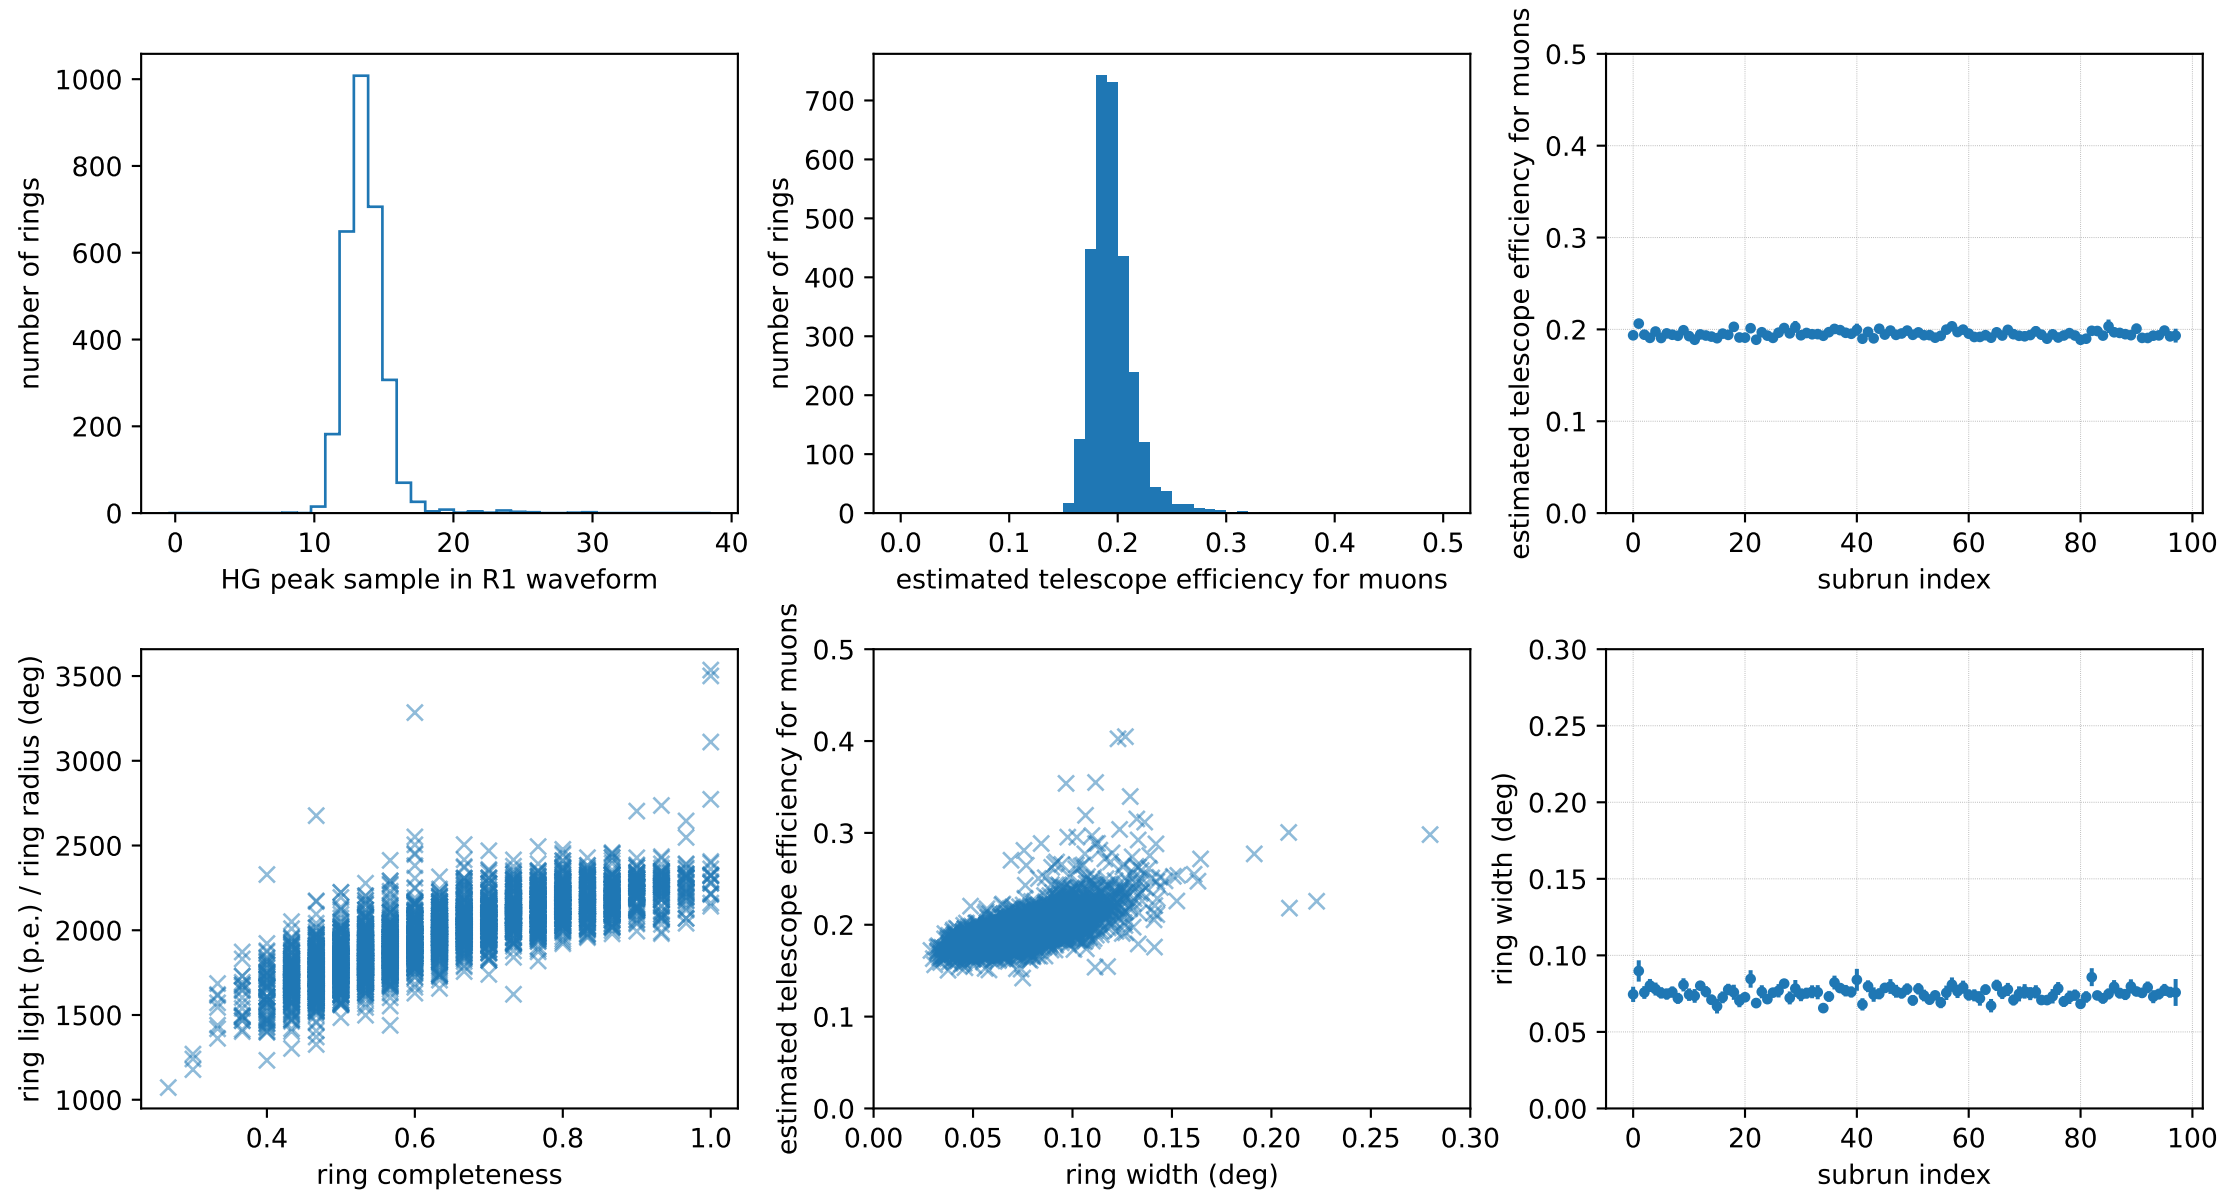 1000
800
600
400
200
0
number of rings
0 10 20 30 40
HG peak sample in R1 waveform
700
600
500
400
300
200
100
0
number of rings
0.0 0.1 0.2 0.3 0.4 0.5
estimated telescope efficiency for muons
0.5
0.4
0.3
0.2
0.1
0.0
estimated telescope efficiency for muons
0 20 40 60 80 100
subrun index
3500
3000
2500
2000
1500
1000
ring light (p.e.) / ring radius (deg)
0.4 0.6 0.8 1.0
ring completeness
0.5
0.4
0.3
0.2
0.1
0.0
estimated telescope efficiency for muons
0.00 0.05 0.10 0.15 0.20 0.25 0.30
ring width (deg)
0.30
0.25
0.20
0.15
0.10
0.05
0.00
ring width (deg)
0 20 40 60 80 100
subrun index